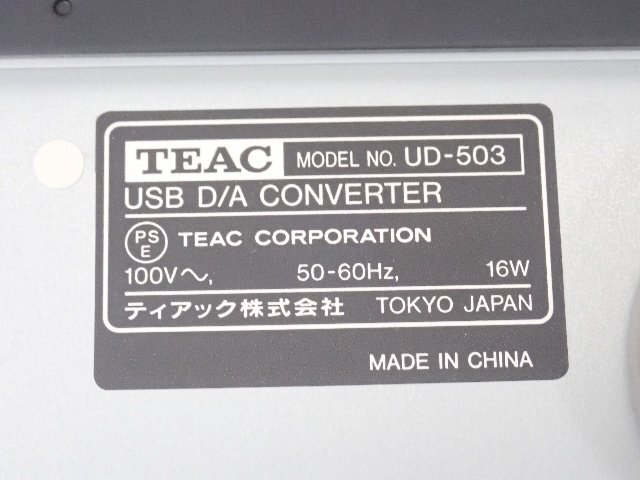 TEAC MODEL NO. UD-503
USB D/A CONVERTER
PS E TEAC CORPORATION
100V～, 50-60Hz, 16W
ティアック株式会社 TOKYO JAPAN
MADE IN CHINA